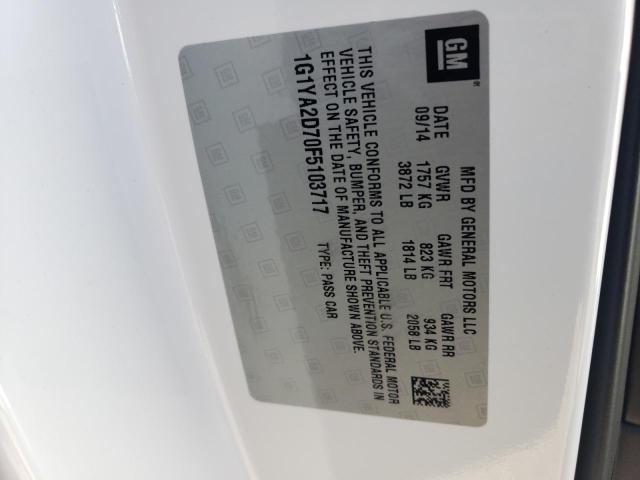 GM
MFD BY GENERAL MOTORS LLC
DATE GVWR GAWR FRT GAWR RR
09/14 1757 KG 823 KG 934 KG
3872 LB 1814 LB 2058 LB
THIS VEHICLE CONFORMS TO ALL APPLICABLE U.S. FEDERAL MOTOR
VEHICLE SAFETY, BUMPER, AND THEFT PREVENTION STANDARDS IN
EFFECT ON THE DATE OF MANUFACTURE SHOWN ABOVE.
1G1YA2D70F5103717 TYPE: PASS CAR